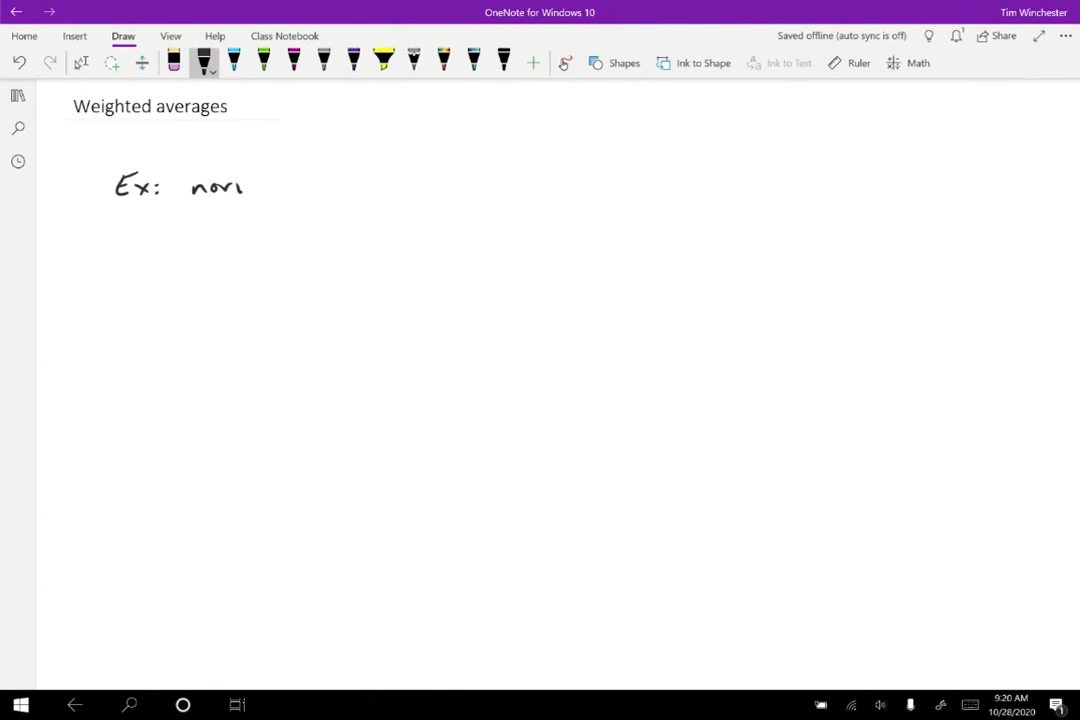 OneNote for Windows 10
Tim Winchester
Home Insert Draw View Help Class Notebook
Saved offline (auto sync is off) Share
Shapes Ink to Shape Ink to Text Ruler Math
Weighted averages
Ex:
9:20 AM
10/28/2020
1